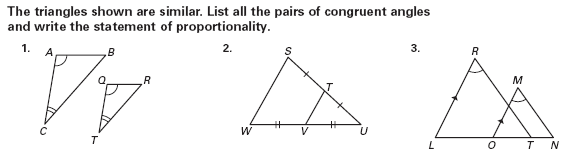 The triangles shown are similar. List all the pairs of congruent angles
and write the statement of proportionality.
1. 2. 3.
A B
Q R
C
T
S
T
W V U
R
M
L O T N